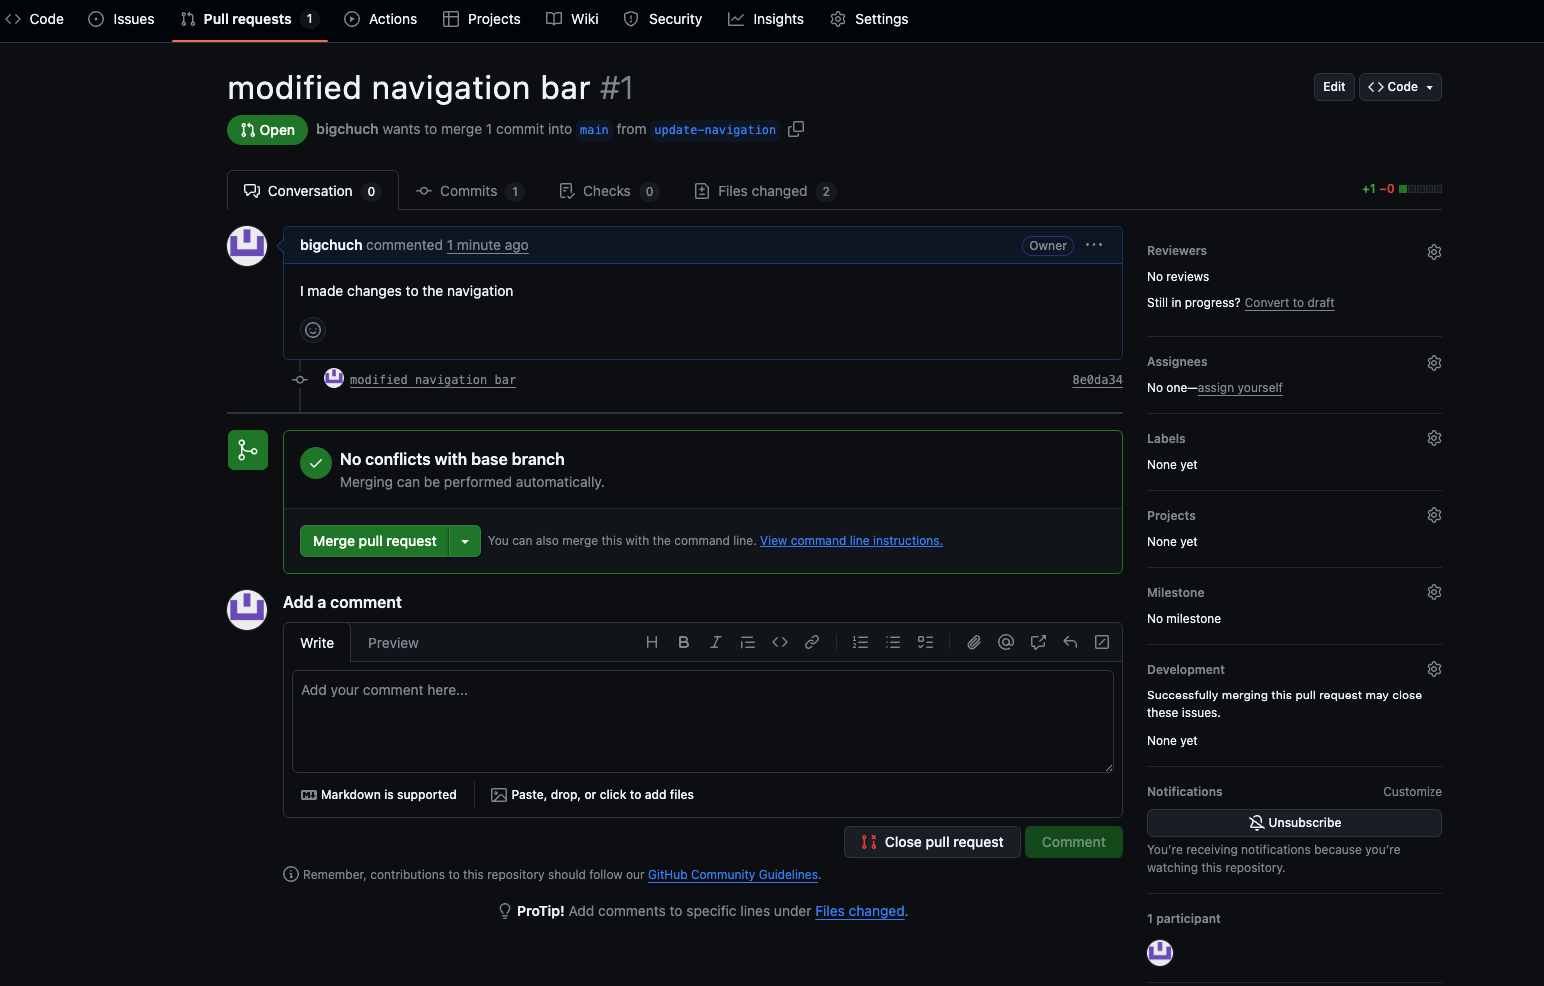 Code Issues Pull requests 1 Actions Projects Wiki Security Insights Settings
modified navigation bar #1
Edit Code
Open bigchuch wants to merge 1 commit into main from update-navigation
Conversation 0 Commits 1 Checks 0 Files changed 2
+1 −0
bigchuch commented 1 minute ago Owner
I made changes to the navigation
modified navigation bar 8e0da34
No conflicts with base branch
Merging can be performed automatically.
Merge pull request You can also merge this with the command line. View command line instructions.
Add a comment
Write Preview
Add your comment here...
Markdown is supported Paste, drop, or click to add files
Close pull request Comment
Remember, contributions to this repository should follow our GitHub Community Guidelines.
ProTip! Add comments to specific lines under Files changed.
Reviewers
No reviews
Still in progress? Convert to draft
Assignees
No one—assign yourself
Labels
None yet
Projects
None yet
Milestone
No milestone
Development
Successfully merging this pull request may close
these issues.
None yet
Notifications Customize
Unsubscribe
You’re receiving notifications because you’re
watching this repository.
1 participant